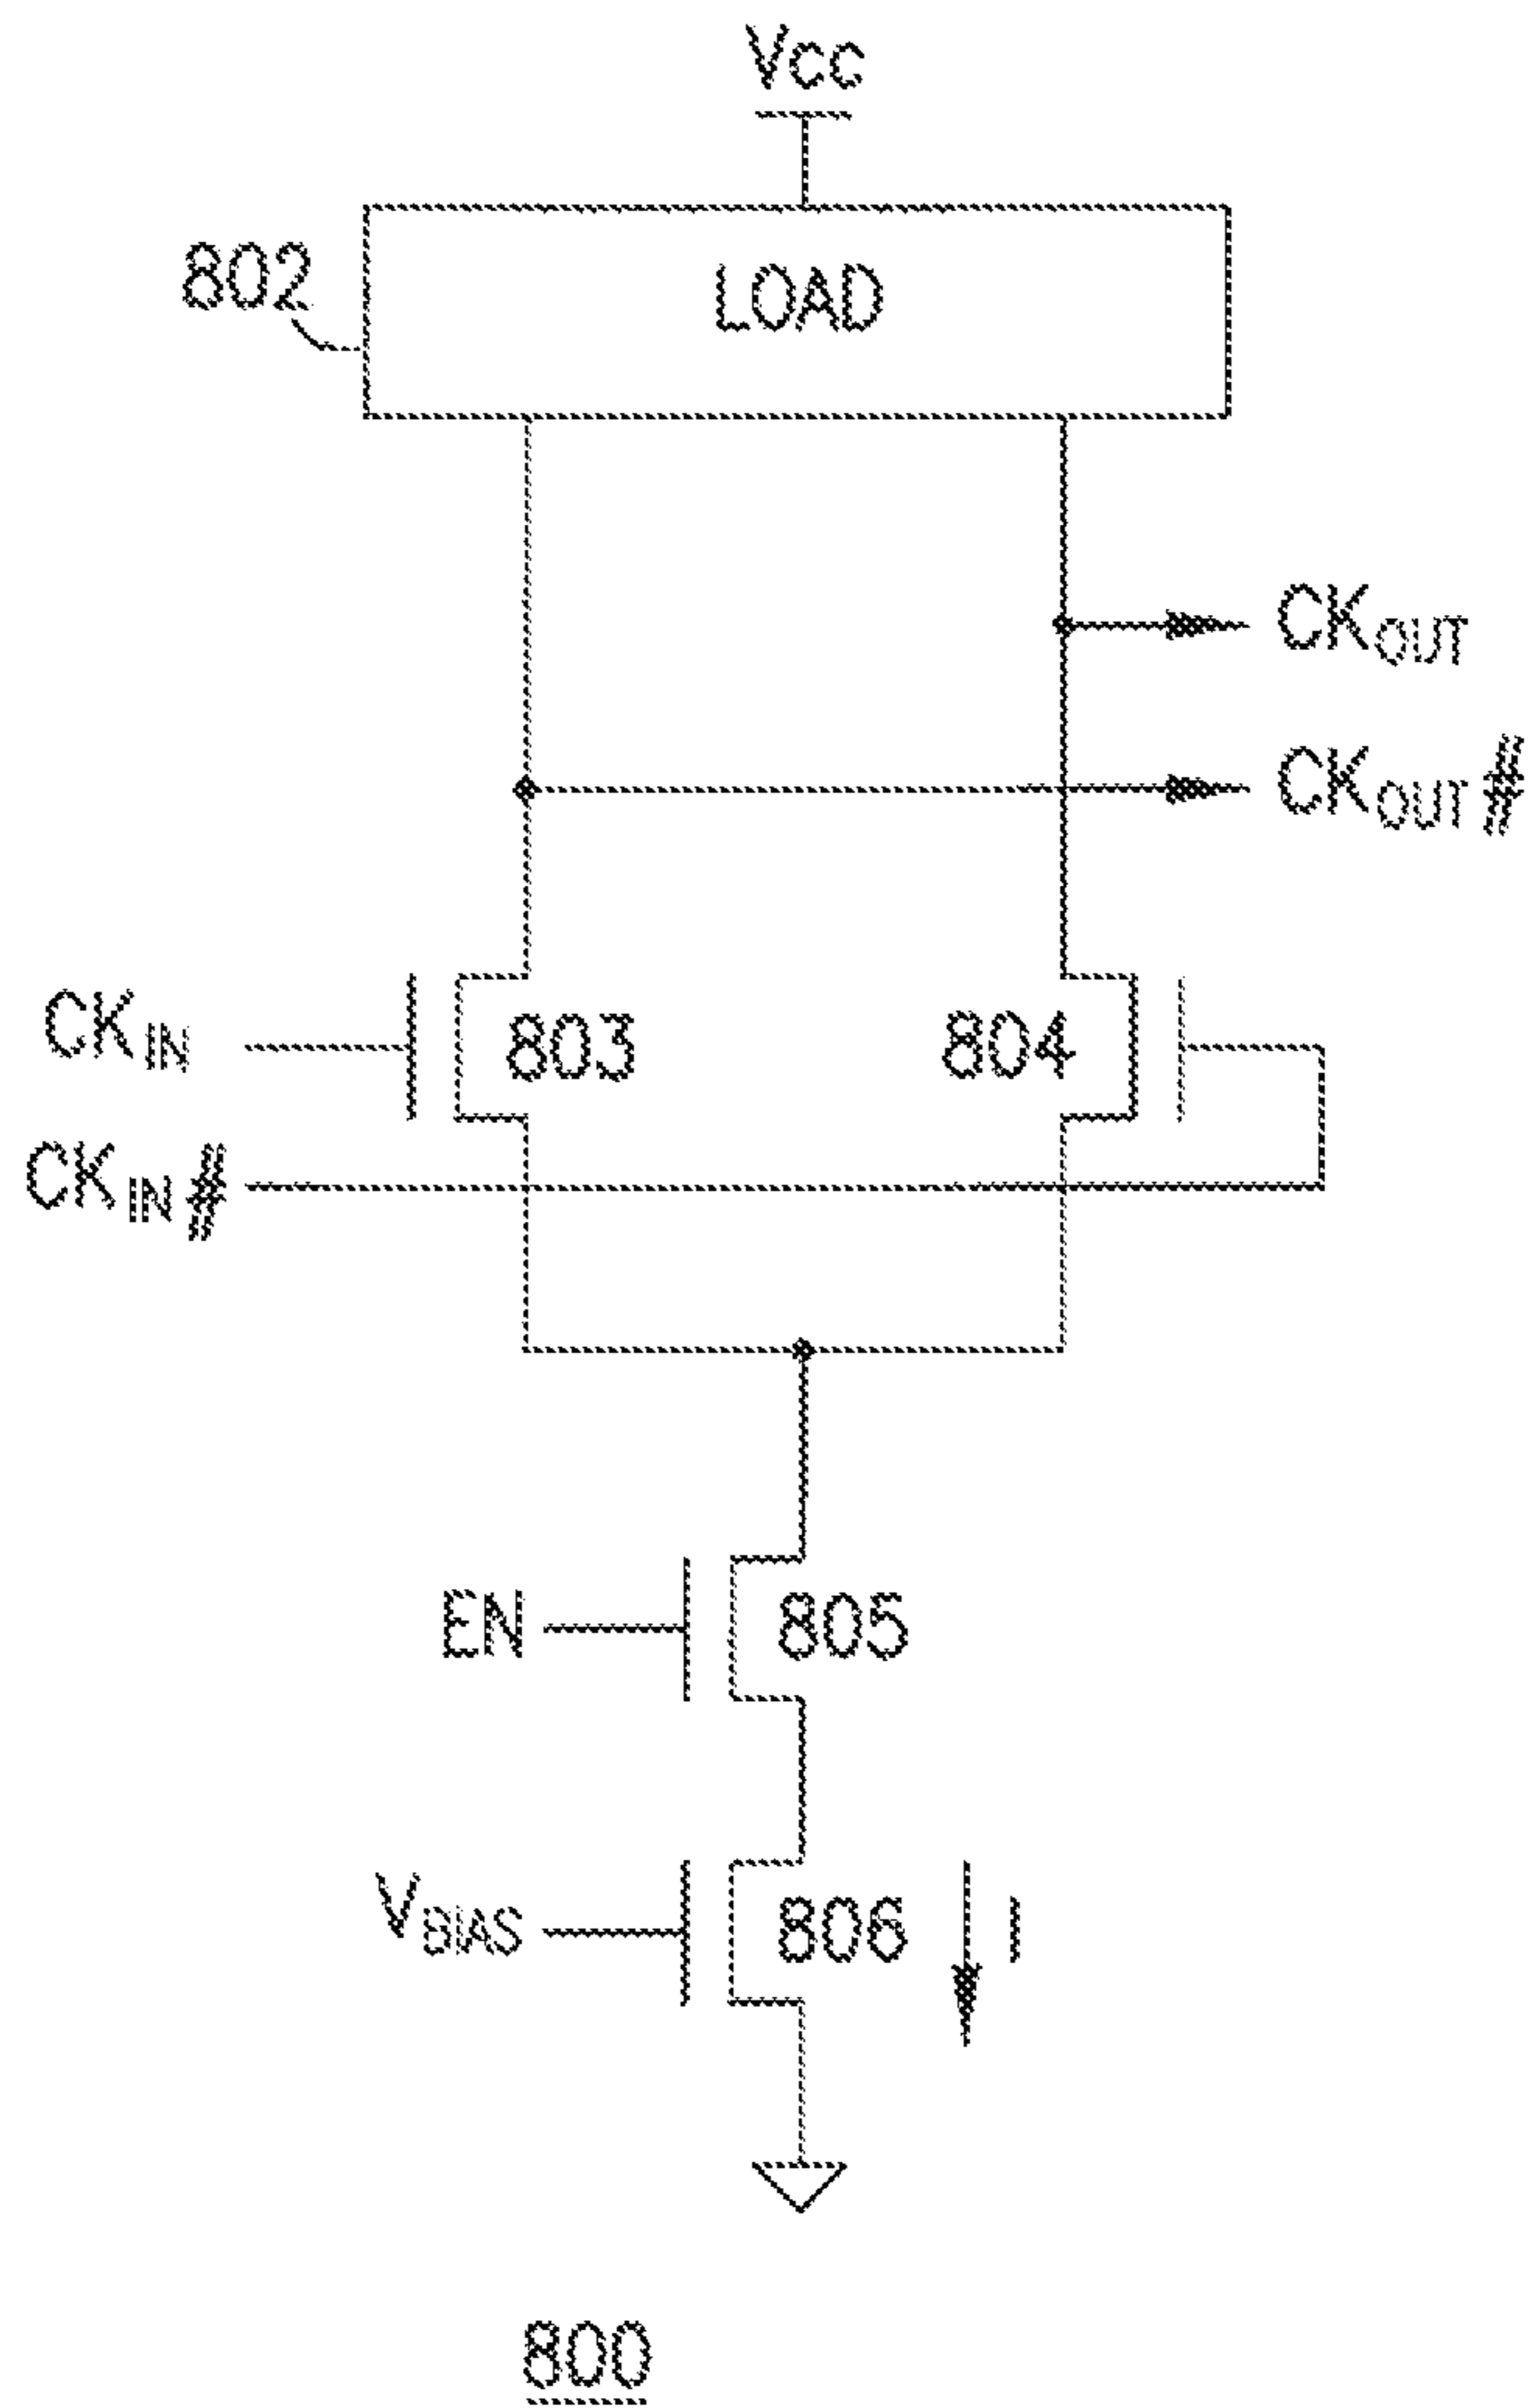 Vcc
802
LOAD
CKOUT
CKOUT#
CKIN
803
804
CKIN#
EN
805
VBIAS
806
I
800